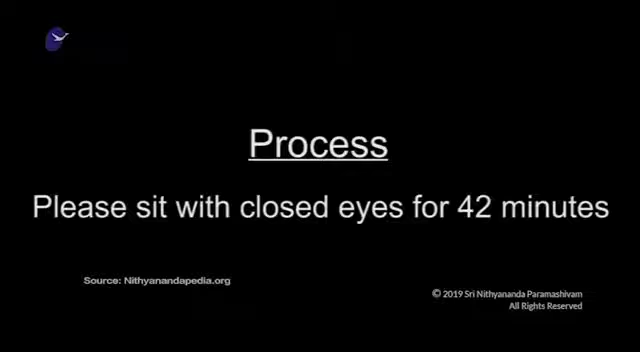 Process
Please sit with closed eyes for 42 minutes
Source: Nithyanandapedia.org
© 2019 Sri Nithyananda Paramashivam
All Rights Reserved